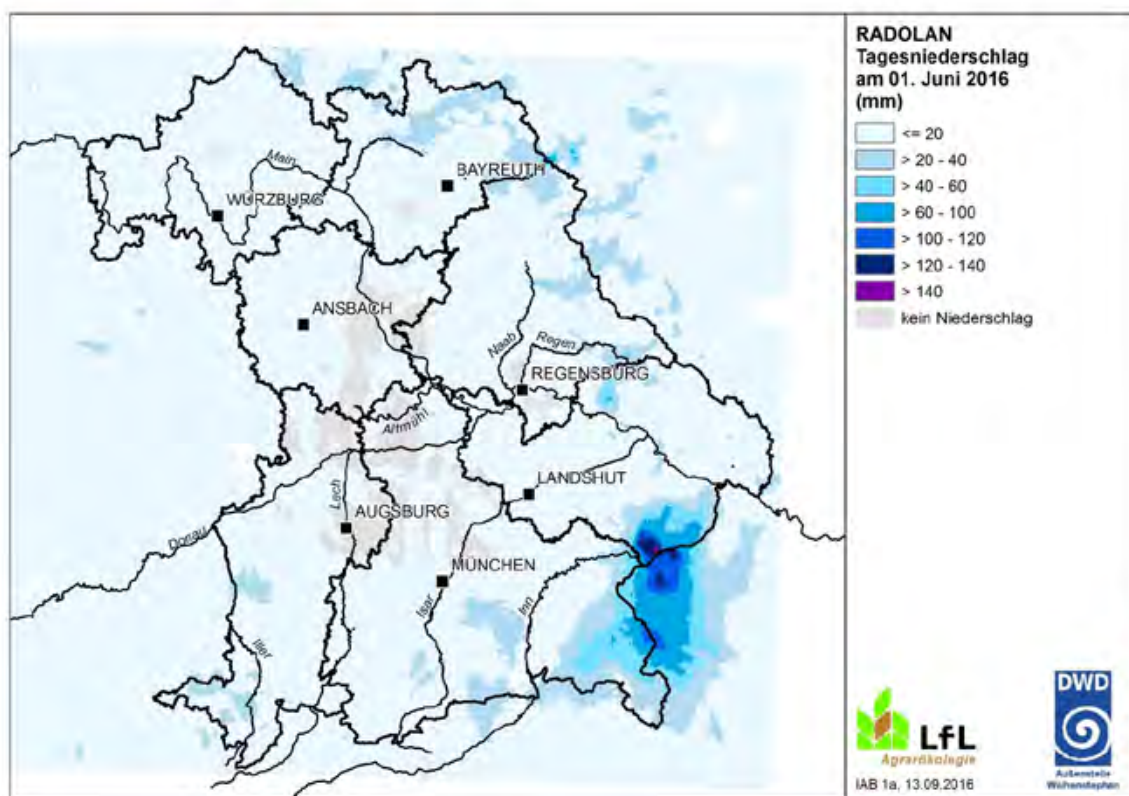 RADOLAN
Tagesniederschlag
am 01. Juni 2016
(mm)
<= 20
> 20 - 40
> 40 - 60
> 60 - 100
> 100 - 120
> 120 - 140
> 140
kein Niederschlag
BAYREUTH
Main
WÜRZBURG
ANSBACH
Naab
Regen
REGENSBURG
Altmühl
LANDSHUT
Lech
AUGSBURG
Donau
MÜNCHEN
Isar
Inn
Iller
LfL
Agrarökologie
IAB 1a, 13.09.2016
DWD
Außenstelle
Weihenstephan